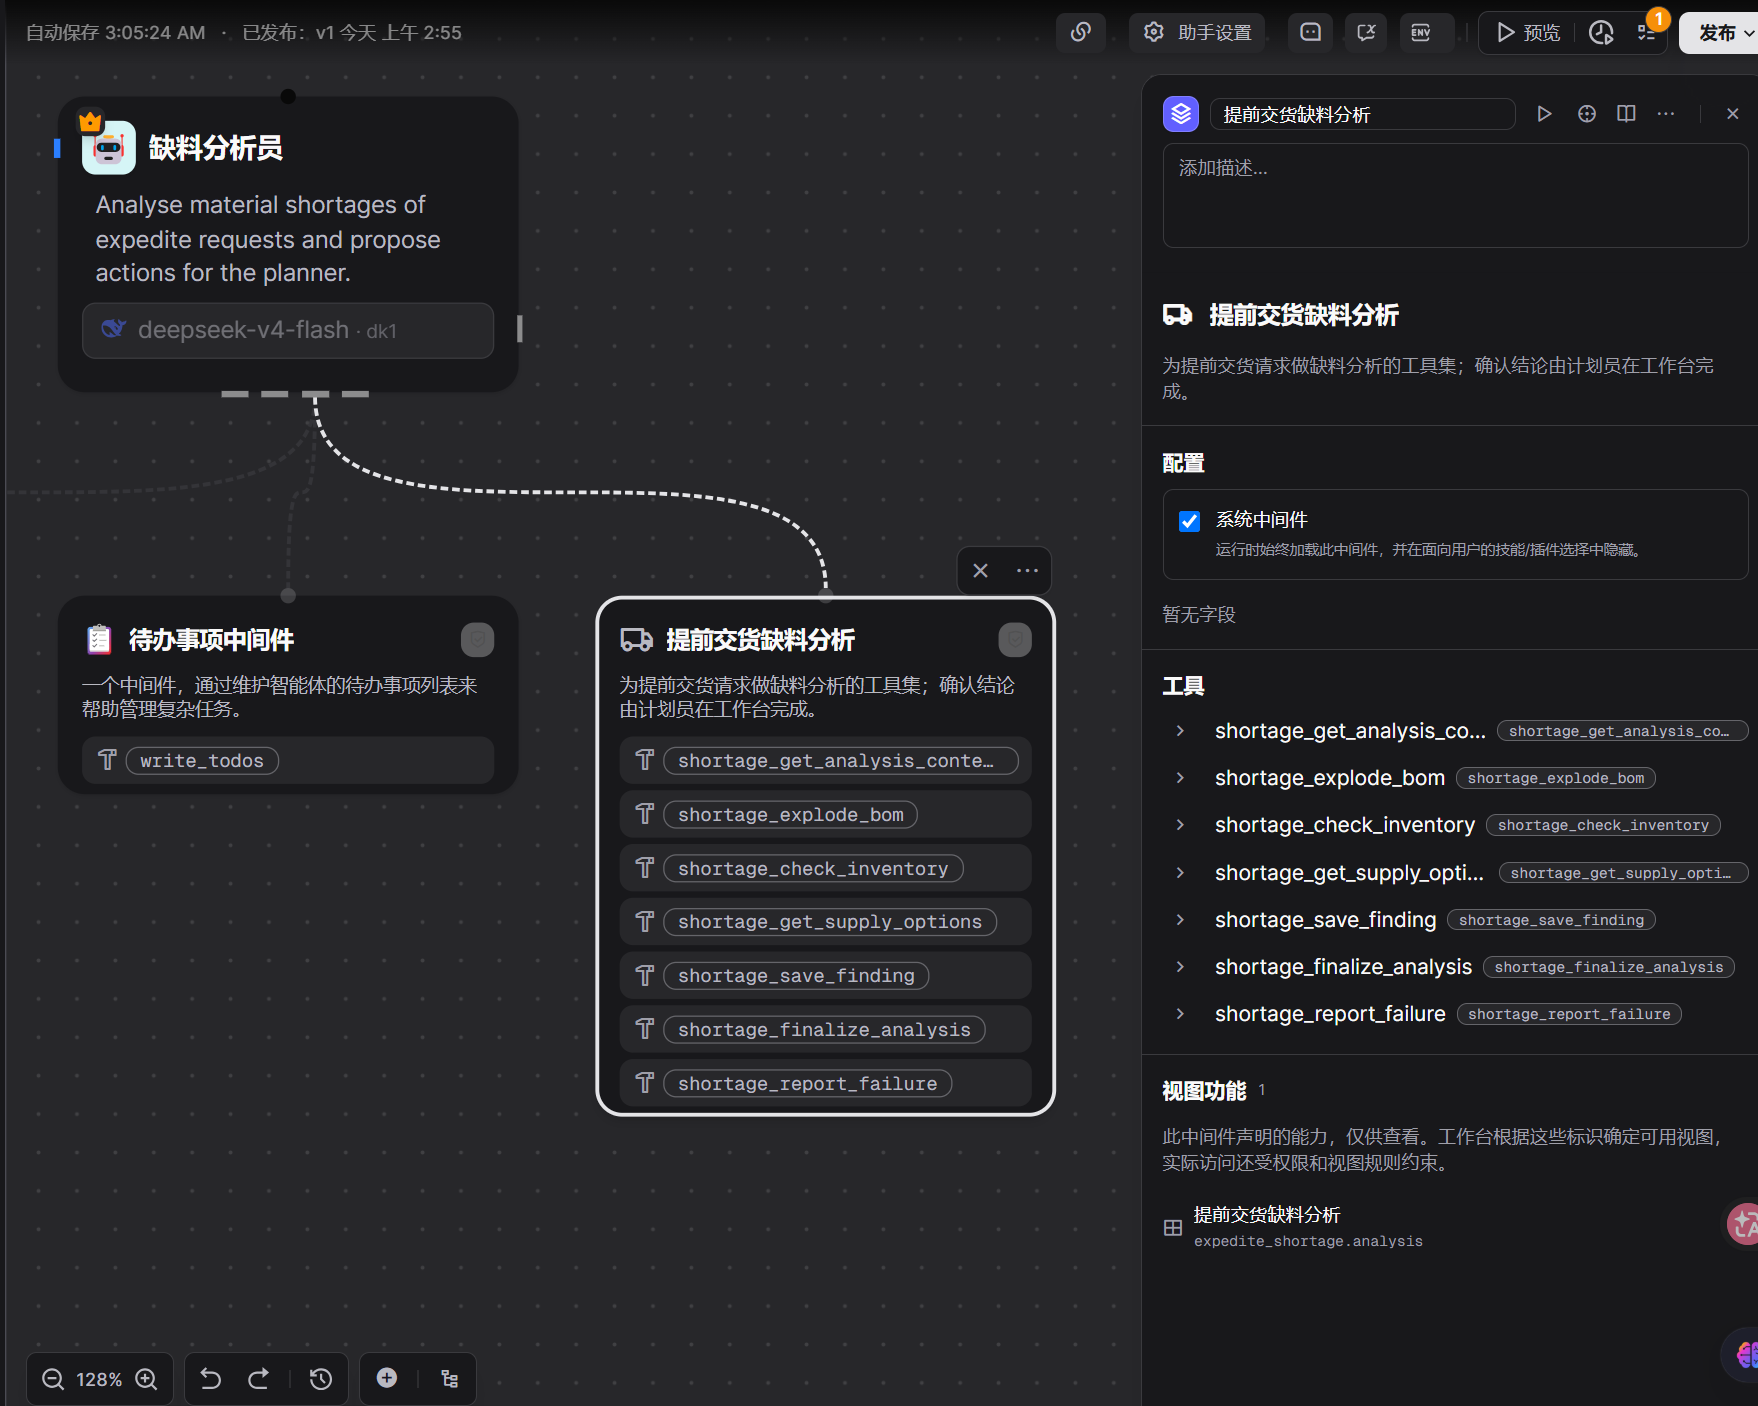 自动保存 3:05:24 AM · 已发布：v1 今天 上午 2:55
助手设置
ENV
预览
1
发布
缺料分析员
Analyse material shortages of
expedite requests and propose
actions for the planner.
deepseek-v4-flash · dk1
待办事项中间件
一个中间件，通过维护智能体的待办事项列表来
帮助管理复杂任务。
write_todos
提前交货缺料分析
为提前交货请求做缺料分析的工具集；确认结论
由计划员在工作台完成。
shortage_get_analysis_conte…
shortage_explode_bom
shortage_check_inventory
shortage_get_supply_options
shortage_save_finding
shortage_finalize_analysis
shortage_report_failure
128%
提前交货缺料分析
添加描述...
提前交货缺料分析
为提前交货请求做缺料分析的工具集；确认结论由计划员在工作台完
成。
配置
系统中间件
运行时始终加载此中间件，并在面向用户的技能/插件选择中隐藏。
暂无字段
工具
shortage_get_analysis_co... shortage_get_analysis_co…
shortage_explode_bom shortage_explode_bom
shortage_check_inventory shortage_check_inventory
shortage_get_supply_opti... shortage_get_supply_opti…
shortage_save_finding shortage_save_finding
shortage_finalize_analysis shortage_finalize_analysis
shortage_report_failure shortage_report_failure
视图功能 1
此中间件声明的能力，仅供查看。工作台根据这些标识确定可用视图，
实际访问还受权限和视图规则约束。
提前交货缺料分析
expedite_shortage.analysis